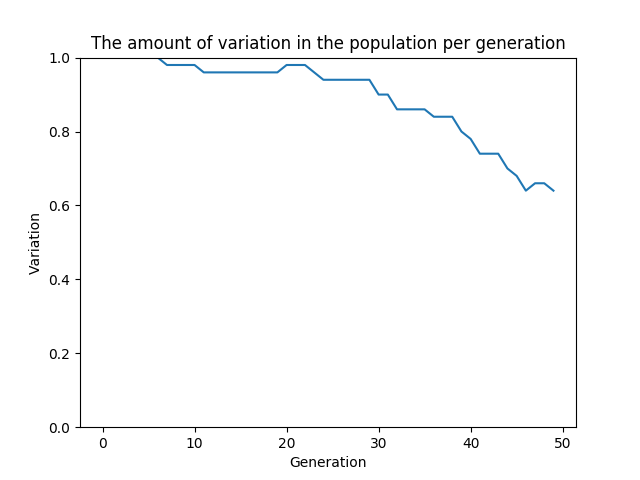 The amount of variation in the population per generation
1.0
0.8
0.6
0.4
0.2
0.0
Variation
0 10 20 30 40 50
Generation